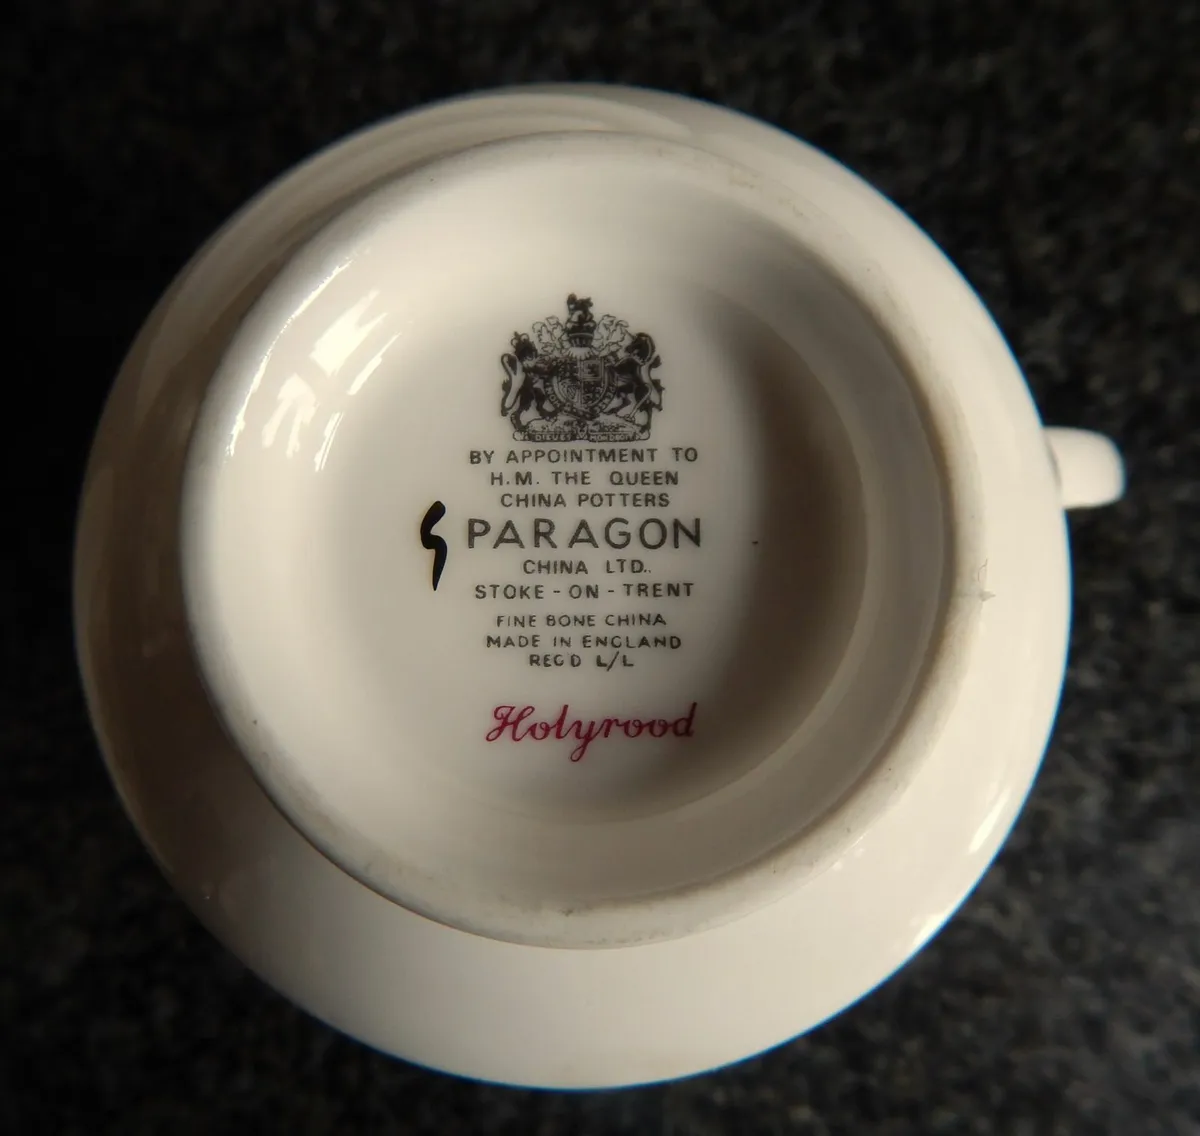 BY APPOINTMENT TO
H.M. THE QUEEN
CHINA POTTERS
PARAGON
CHINA LTD.
STOKE - ON - TRENT
FINE BONE CHINA
MADE IN ENGLAND
REG'D L/L
Holyrood